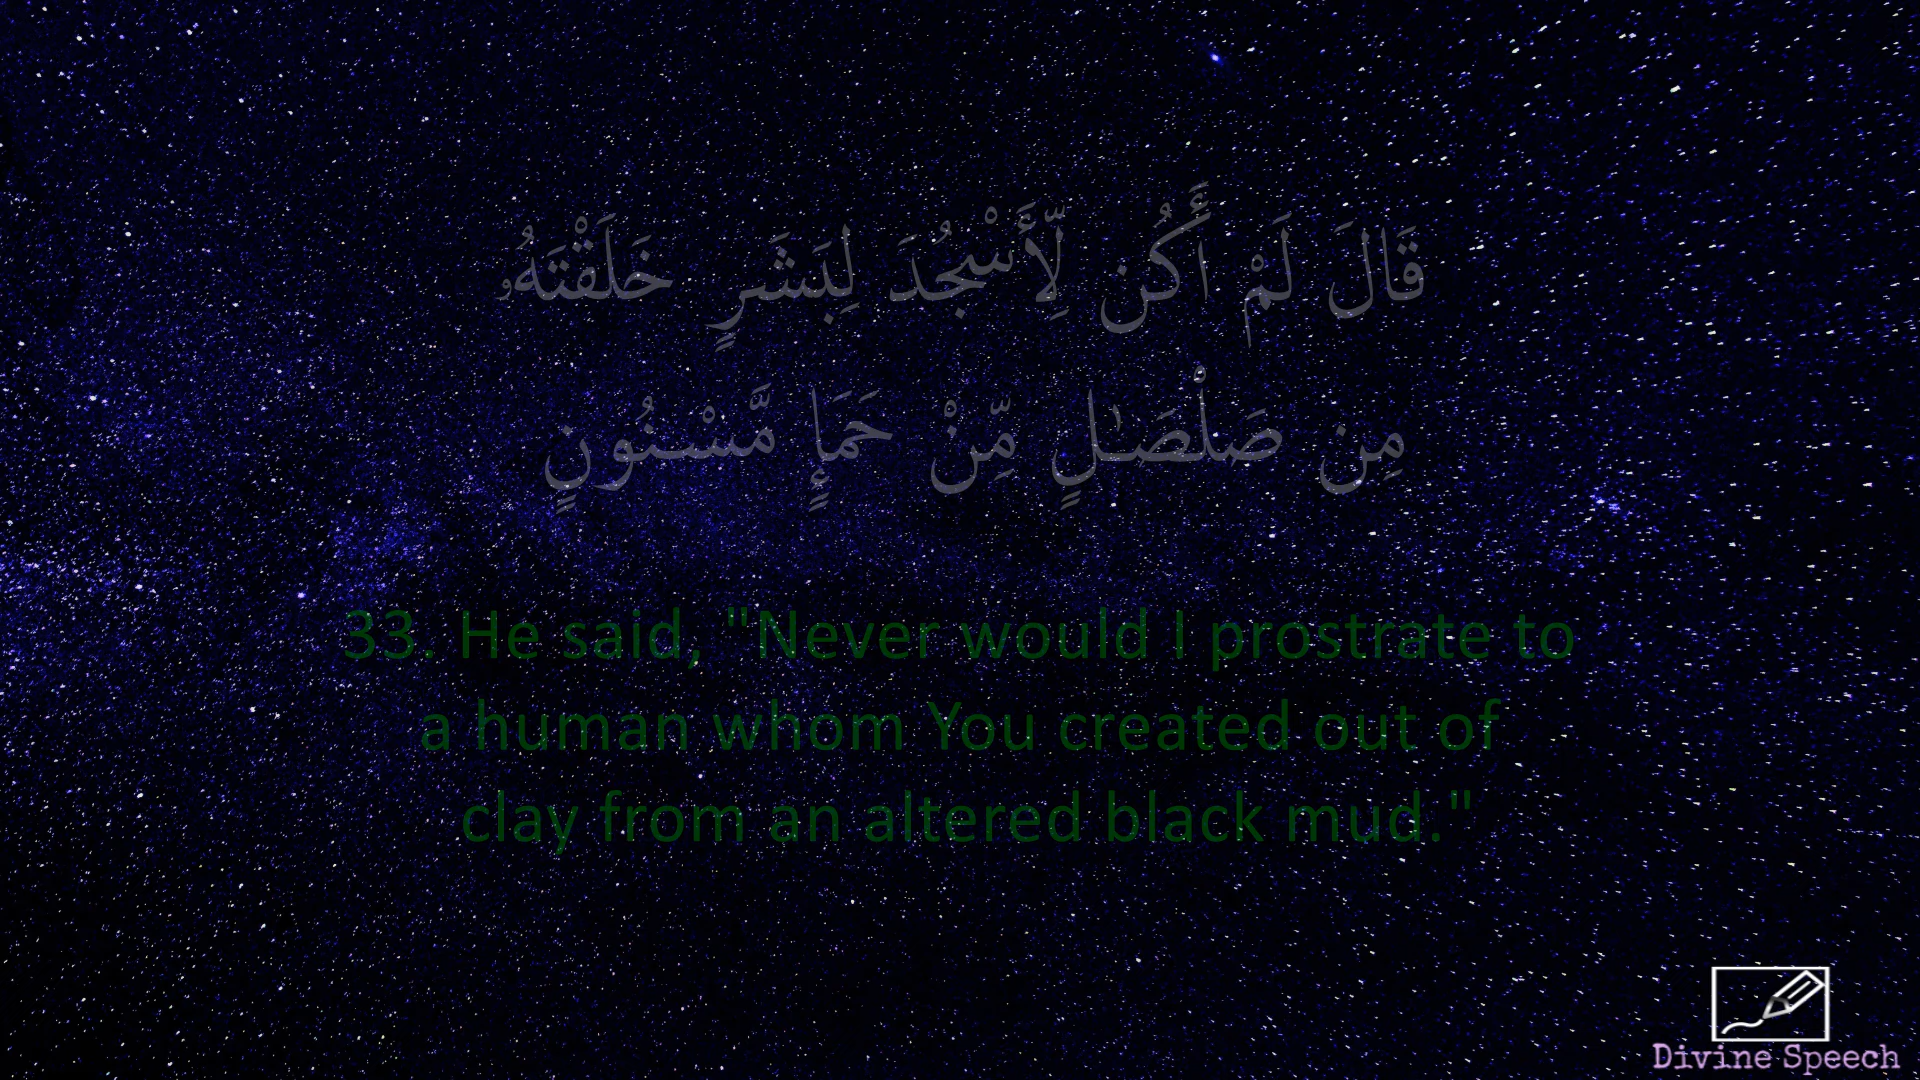 قَالَ لَمْ أَكُن لِّأَسْجُدَ لِبَشَرٍ خَلَقْتَهُۥ
مِن صَلْصَٰلٍ مِّنْ حَمَإٍ مَّسْنُونٍ
33. He said, "Never would I prostrate to
a human whom You created out of
clay from an altered black mud."
Divine Speech